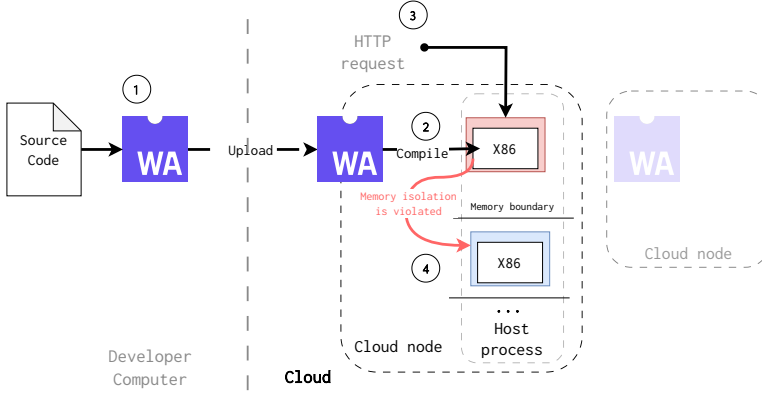 3
HTTP
request
1
Source
Code
WA
Upload
WA
2
Compile
X86
WA
Memory isolation
is violated
Memory boundary
4
X86
Cloud node
...
Host
process
Cloud node
Developer
Computer
Cloud